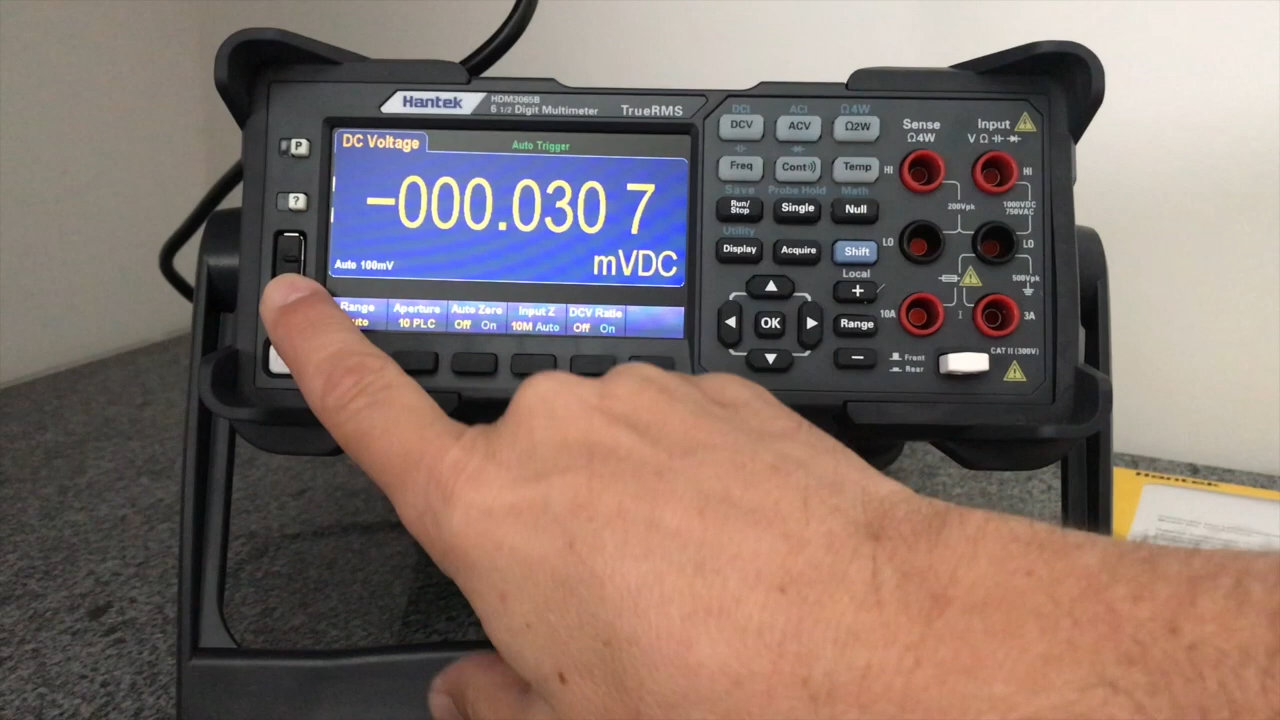 Hantek
HDM3065B
6 1/2 Digit Multimeter
TrueRMS
P
?
DC Voltage
Auto Trigger
-000.030 7
mVDC
Auto 100mV
Range
Aperture
10 PLC
Auto Zero
Off On
Input Z
10M Auto
DCV Ratio
Off On
DCI
ACI
Ω4W
DCV
ACV
Ω2W
Freq
Cont
Temp
Save
Probe Hold
Math
Run/
Stop
Single
Null
Utility
Display
Acquire
Shift
Local
+
OK
Range
−
Sense
Ω4W
Input
V Ω
HI
HI
200Vpk
1000VDC
750VAC
LO
LO
500Vpk
10A
I
3A
Front
Rear
CAT II (300V)
Hantek